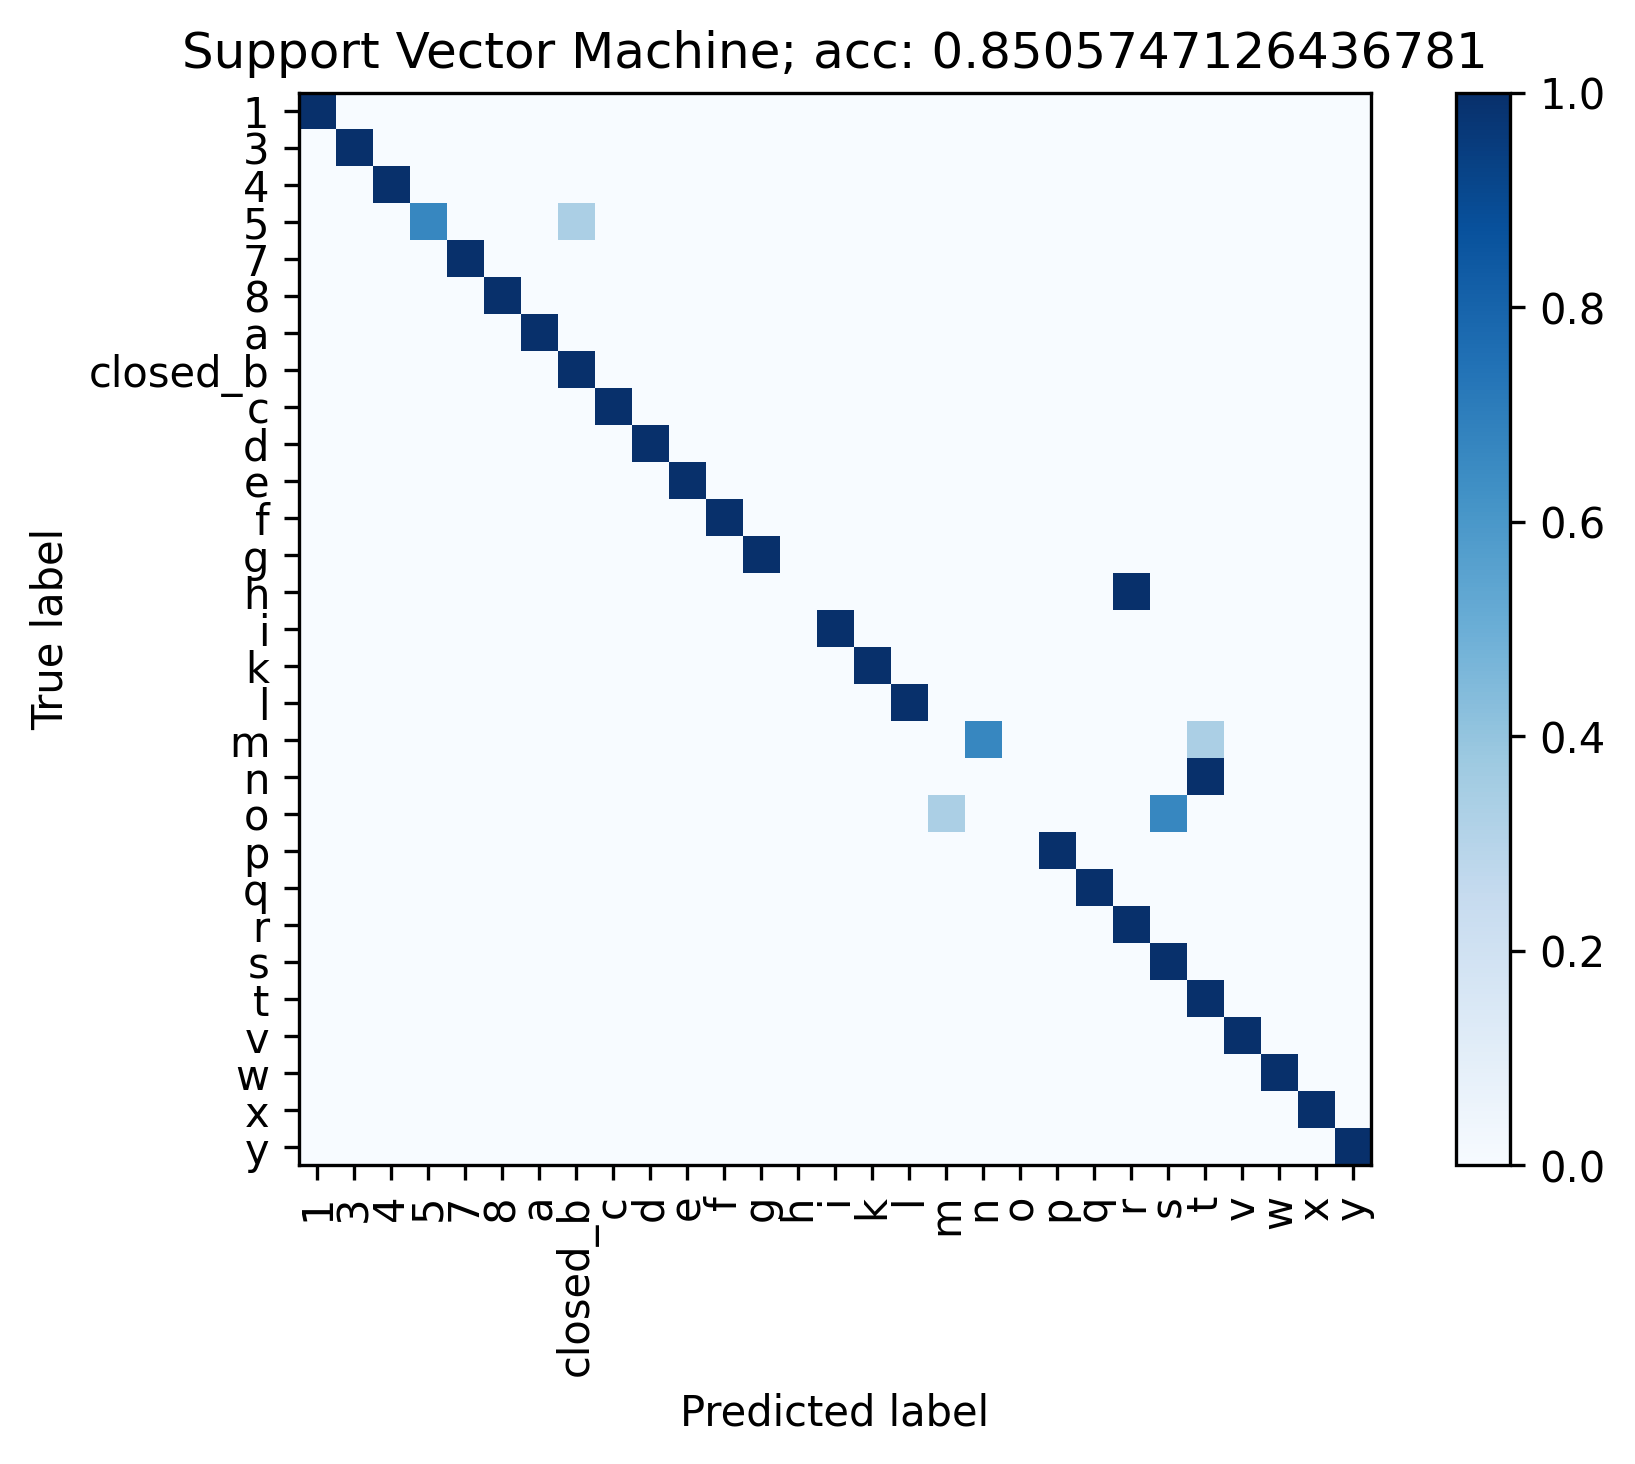 Support Vector Machine; acc: 0.8505747126436781
1
3
4
5
7
8
a
closed_b
c
d
e
f
g
h
i
k
l
m
n
o
p
q
r
s
t
v
w
x
y
True label
1 3 4 5 7 8 a closed_b c d e f g h i k l m n o p q r s t v w x y
Predicted label
1.0
0.8
0.6
0.4
0.2
0.0